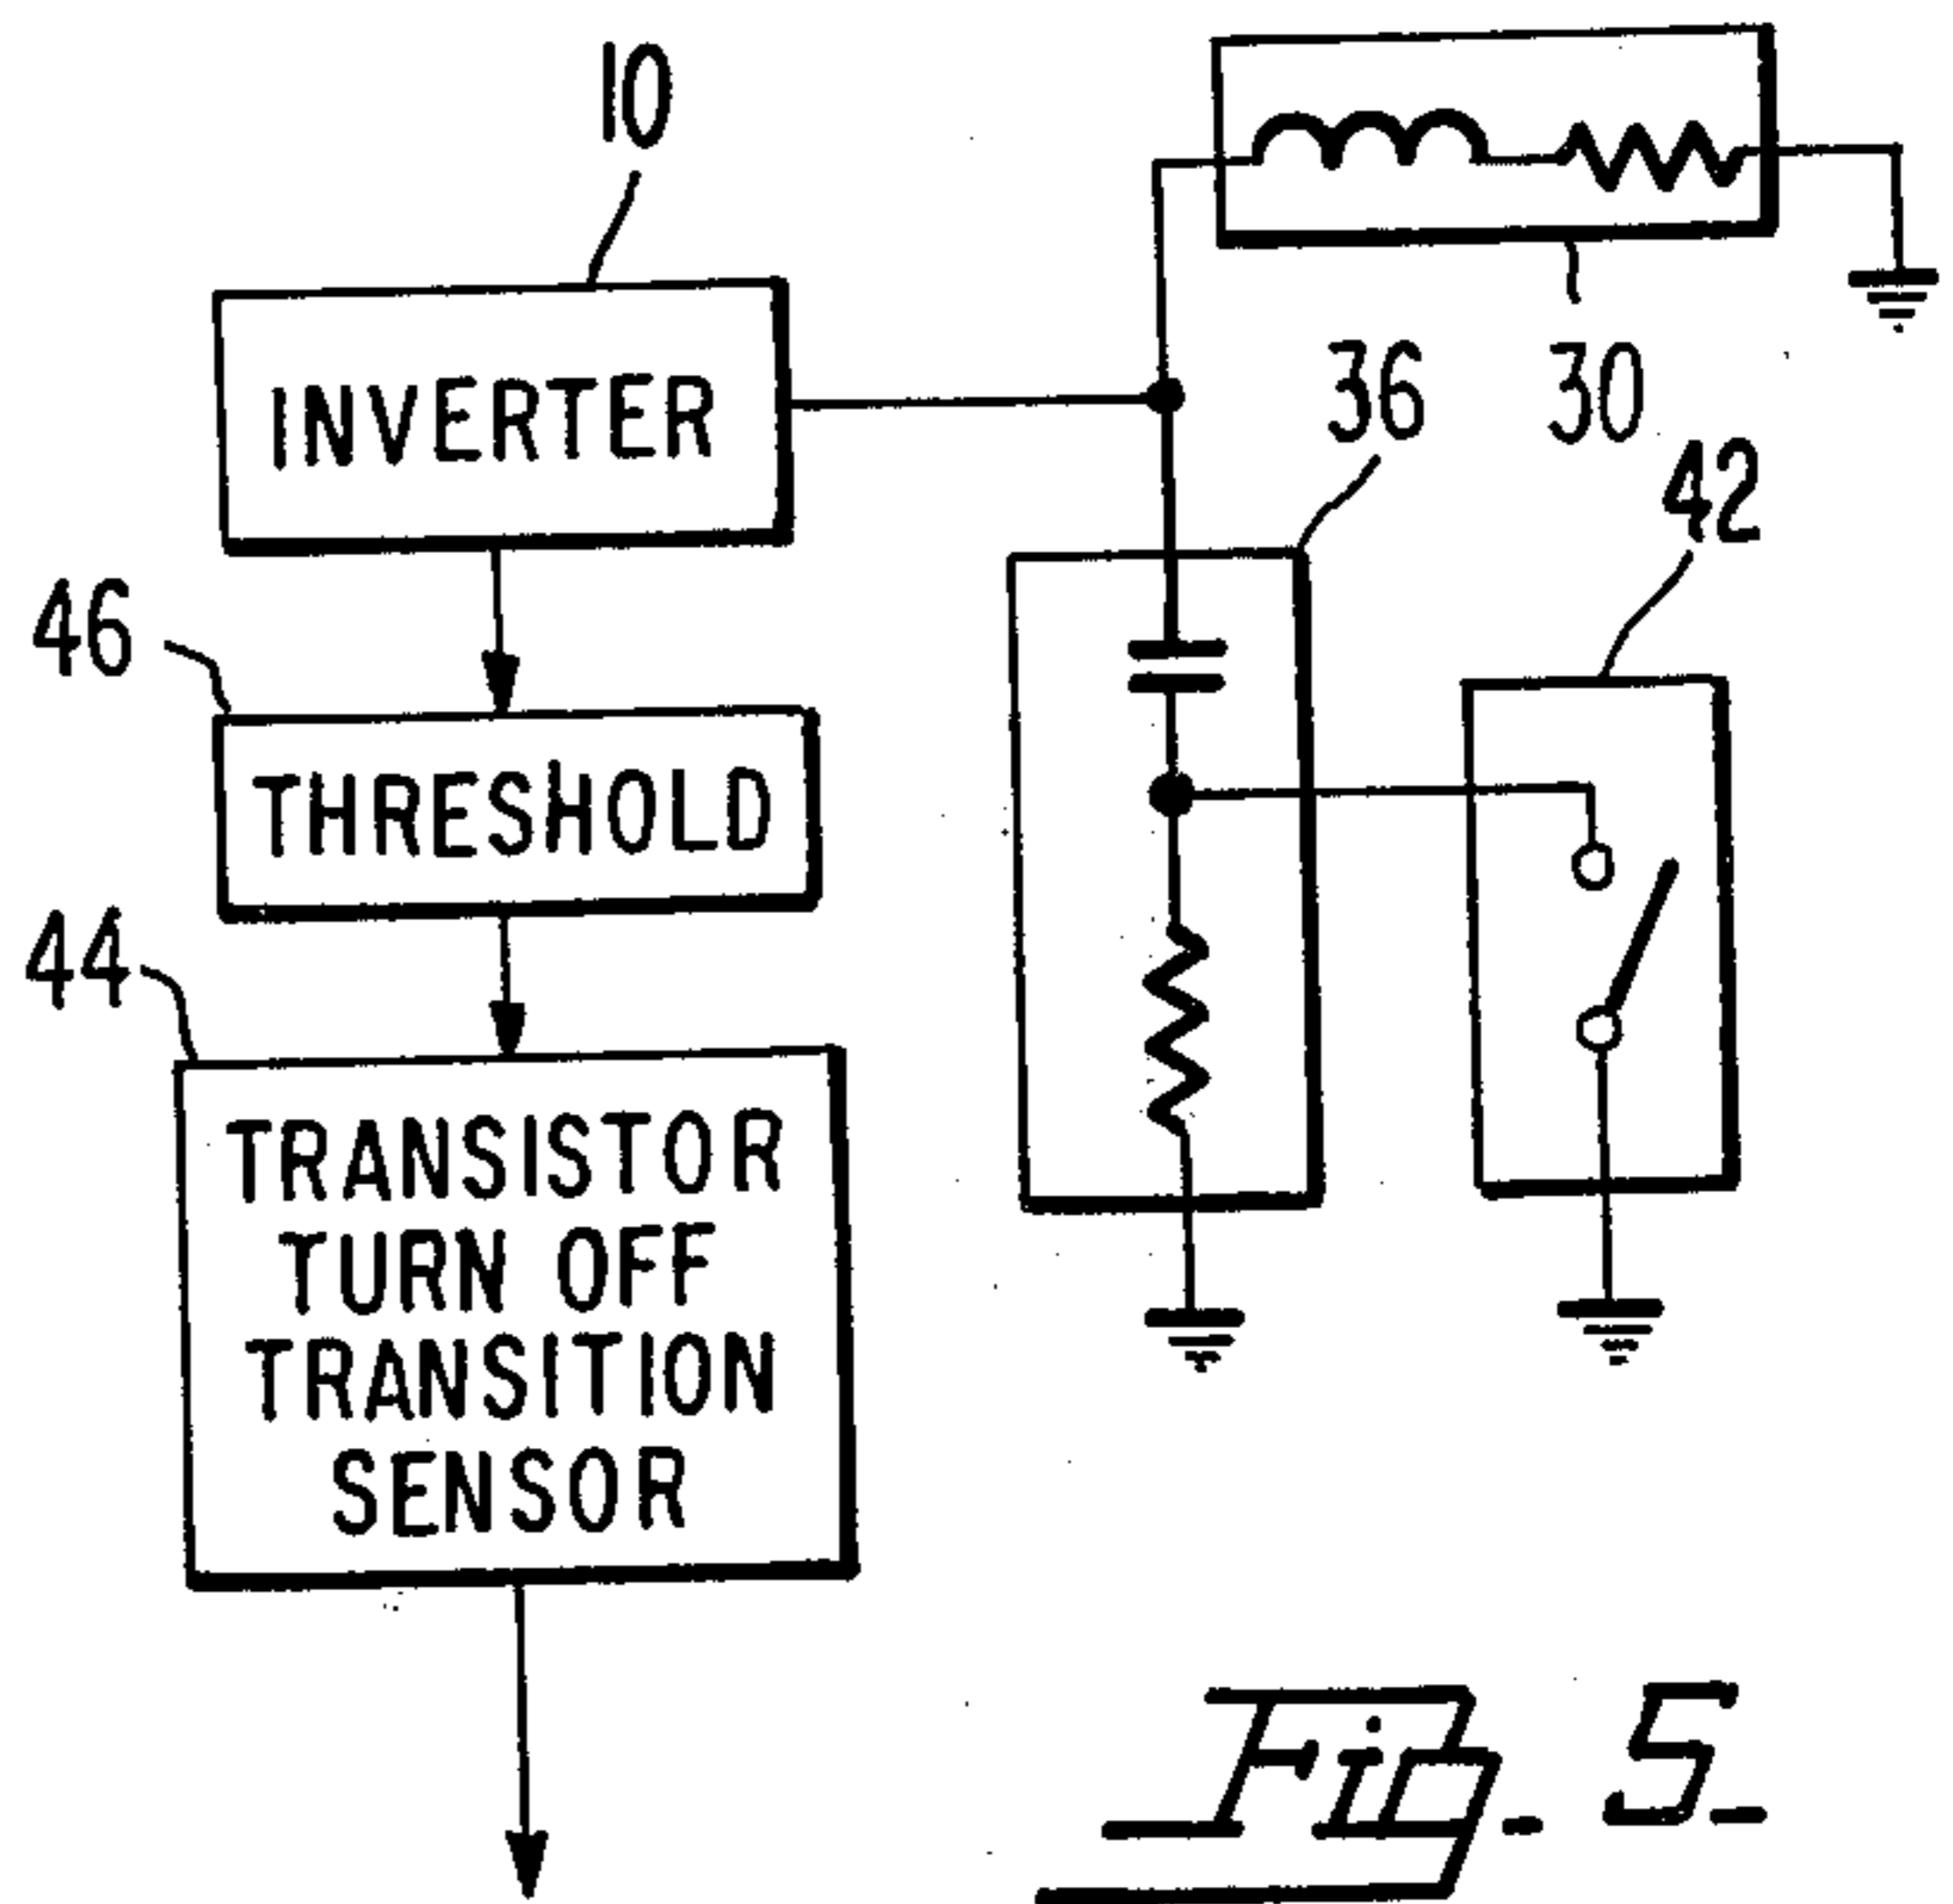 10
INVERTER
36
30
42
46
THRESHOLD
44
TRANSISTOR
TURN OFF
TRANSITION
SENSOR
Fig. 5